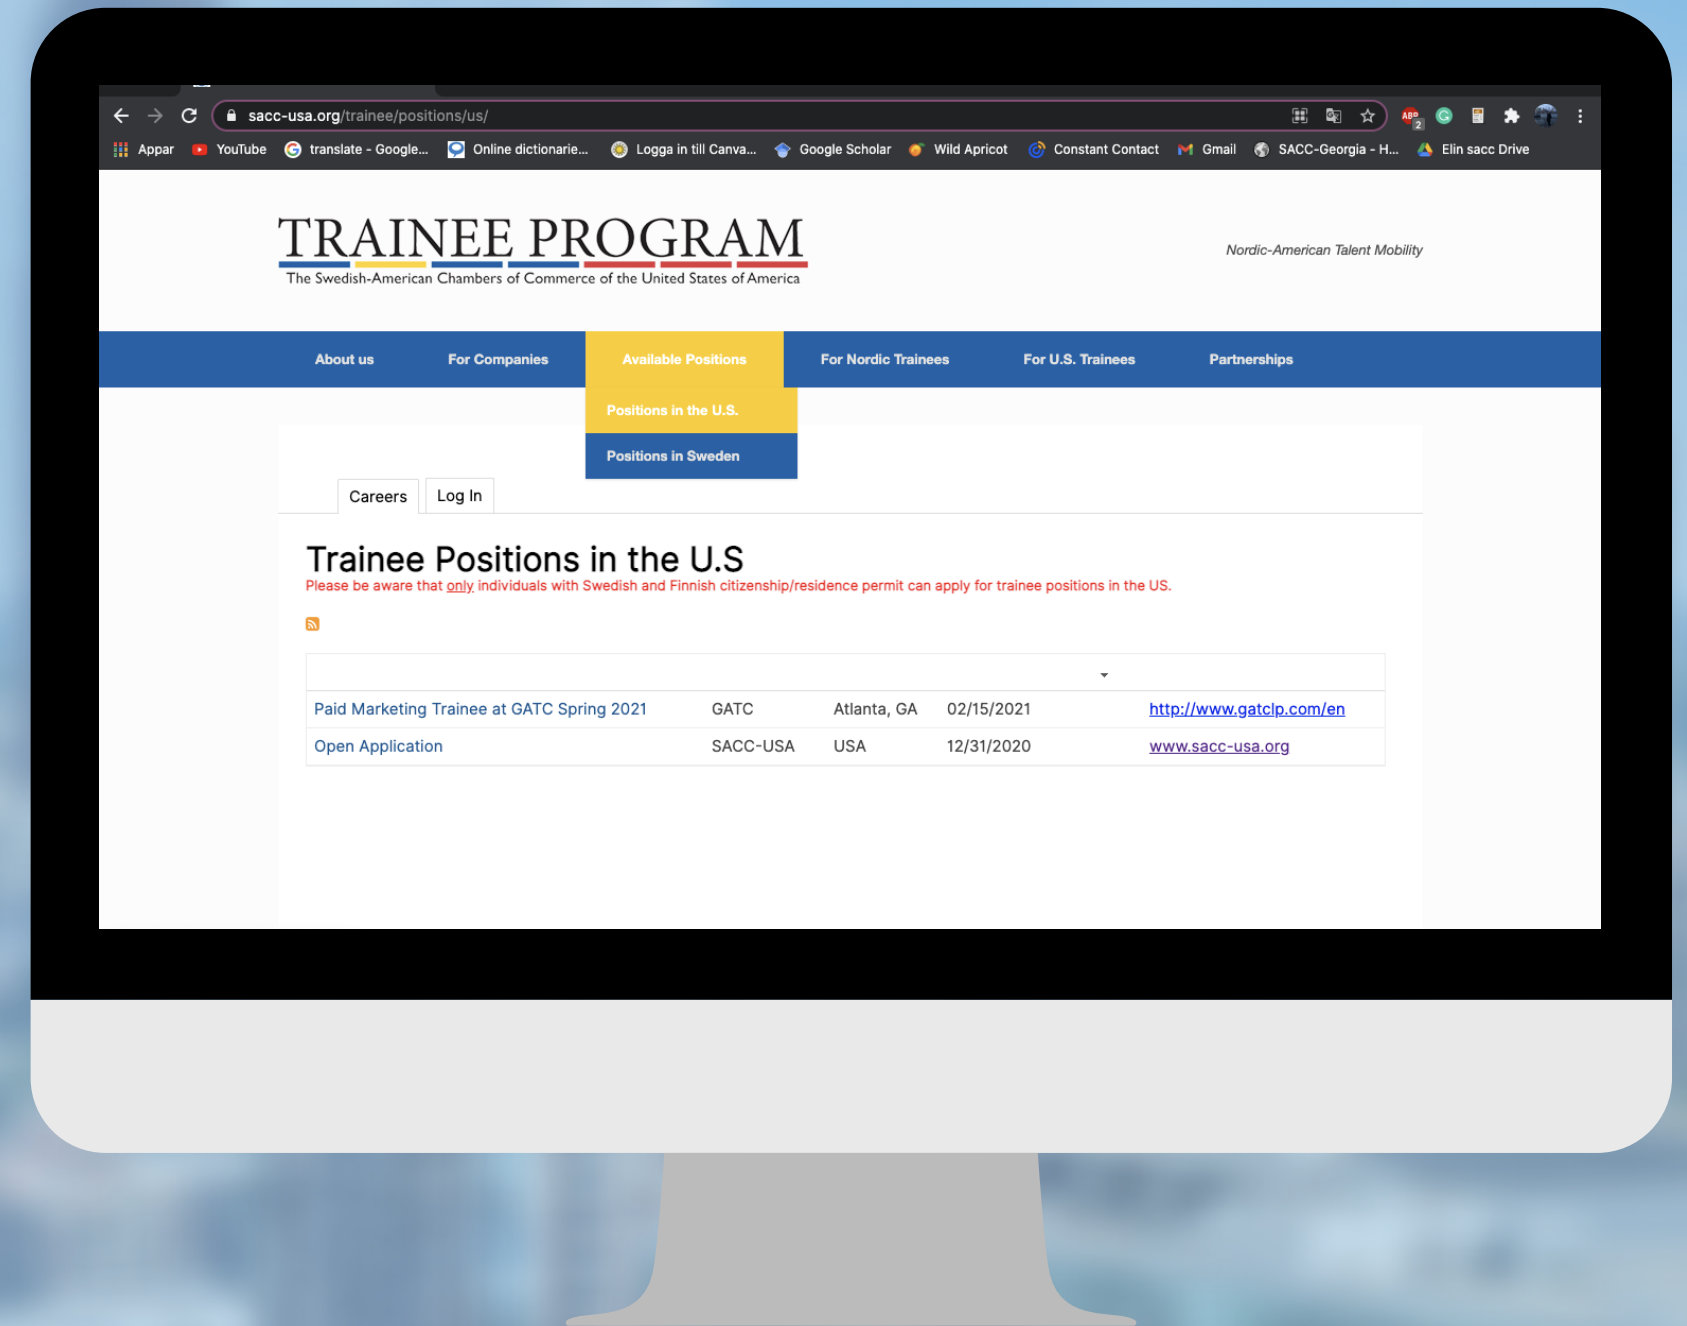 sacc-usa.org/trainee/positions/us/
ABP
2
Appar YouTube translate - Google... Online dictionarie... Logga in till Canva... Google Scholar Wild Apricot Constant Contact Gmail SACC-Georgia - H... Elin sacc Drive
TRAINEE PROGRAM
The Swedish-American Chambers of Commerce of the United States of America
Nordic-American Talent Mobility
About us For Companies Available Positions For Nordic Trainees For U.S. Trainees Partnerships
Positions in the U.S.
Positions in Sweden
Careers Log In
Trainee Positions in the U.S
Please be aware that only individuals with Swedish and Finnish citizenship/residence permit can apply for trainee positions in the US.
Paid Marketing Trainee at GATC Spring 2021 GATC Atlanta, GA 02/15/2021 http://www.gatclp.com/en
Open Application SACC-USA USA 12/31/2020 www.sacc-usa.org